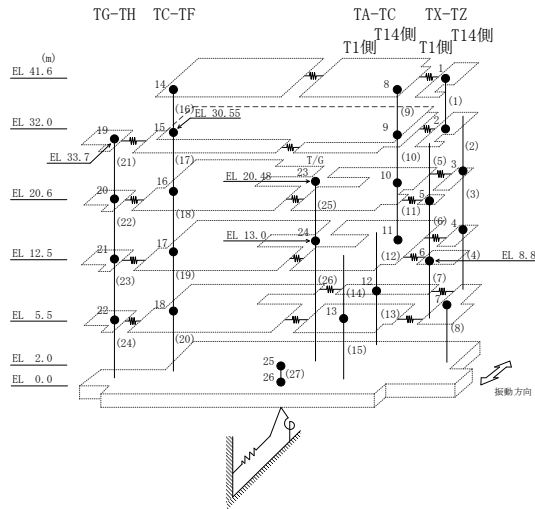 TG-TH TC-TF TA-TC TX-TZ
T14側 T14側
(m) T1側 T1側
EL 41.6 14 8 1
(16) (9) (1)
EL 30.55
EL 32.0 19 15 9 2
EL 33.7 (21) (17) (10) (2)
T/G (5) 3
EL 20.6 20 16 EL 20.48 23 10 5 (3)
(22) (18) (25) (11) (6)
EL 13.0 24 11 4
EL 12.5 21 17 (12) 6 (4) EL 8.8
(23) (19) (26) 12 (7)
(14) 7
EL 5.5 22 18 13 (13) (8)
(24) (20) (15)
EL 2.0 25
(27)
EL 0.0 26
振動方向